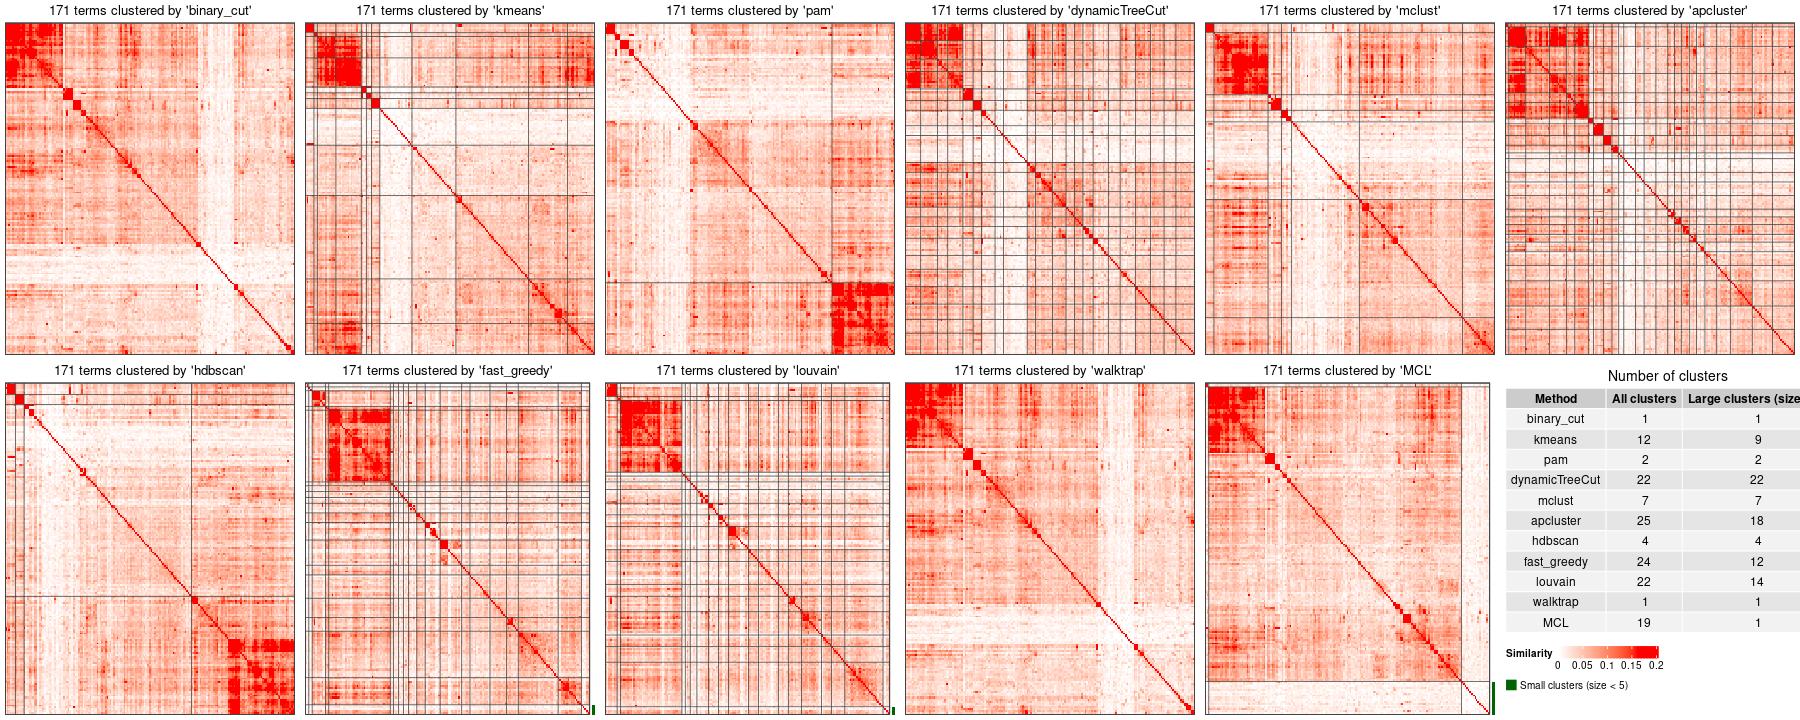 171 terms clustered by 'binary_cut'
171 terms clustered by 'kmeans'
171 terms clustered by 'pam'
171 terms clustered by 'dynamicTreeCut'
171 terms clustered by 'mclust'
171 terms clustered by 'apcluster'
171 terms clustered by 'hdbscan'
171 terms clustered by 'fast_greedy'
171 terms clustered by 'louvain'
171 terms clustered by 'walktrap'
171 terms clustered by 'MCL'
Number of clusters
Method All clusters Large clusters (size
binary_cut 1 1
kmeans 12 9
pam 2 2
dynamicTreeCut 22 22
mclust 7 7
apcluster 25 18
hdbscan 4 4
fast_greedy 24 12
louvain 22 14
walktrap 1 1
MCL 19 1
Similarity
0 0.05 0.1 0.15 0.2
Small clusters (size < 5)